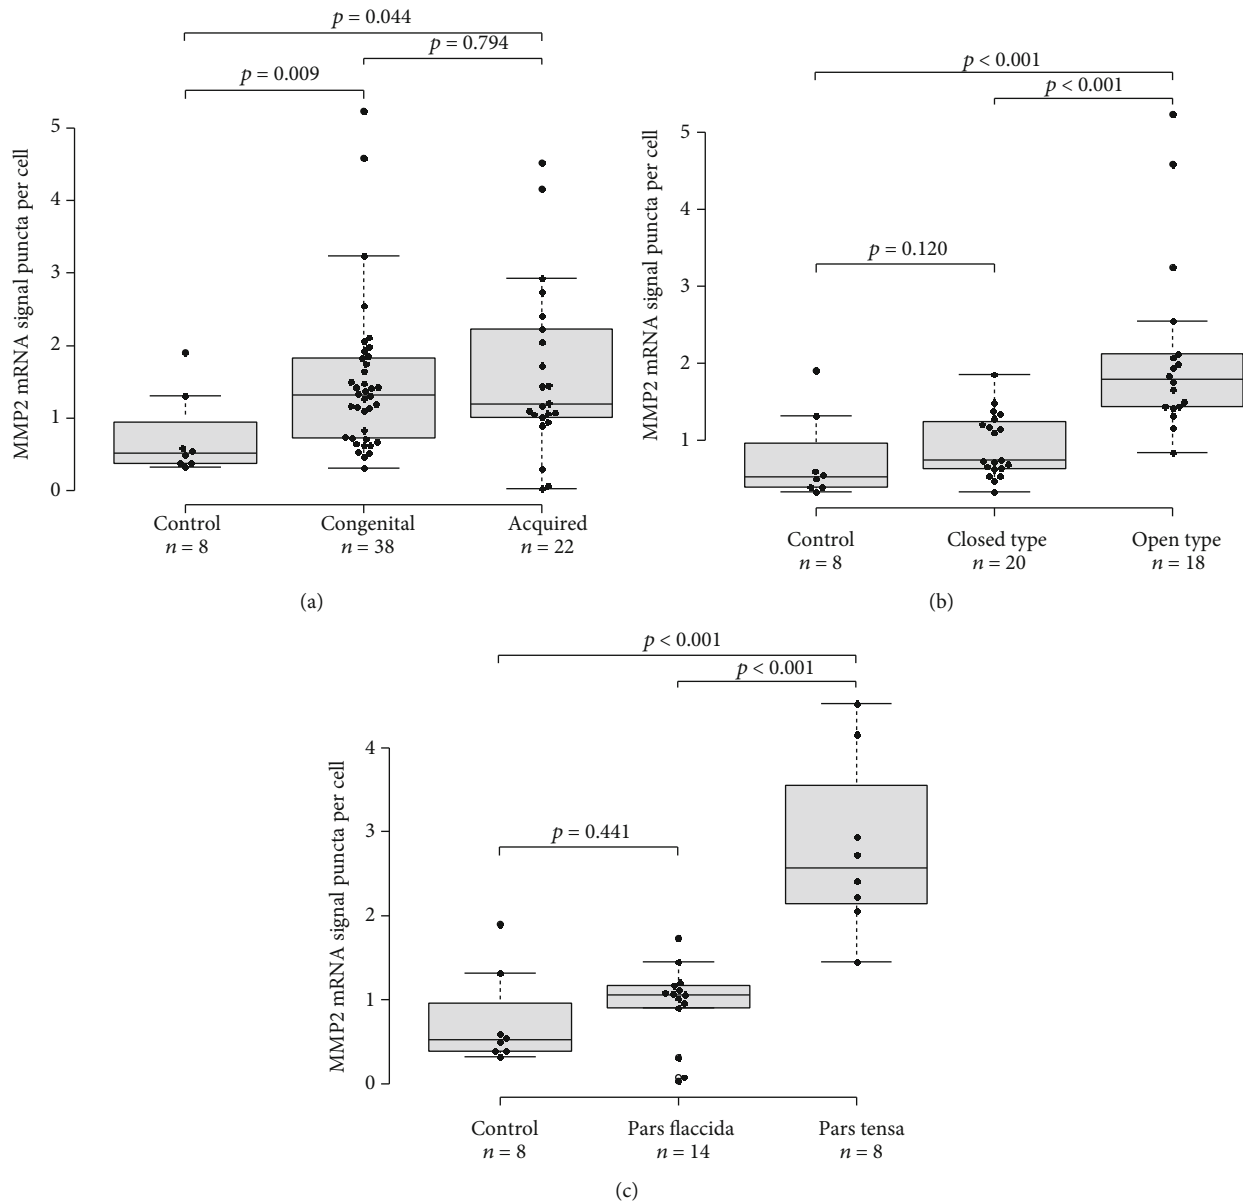 p = 0.044
p = 0.794
p = 0.009
MMP2 mRNA signal puncta per cell
5
4
3
2
1
0
Control
n = 8
Congenital
n = 38
Acquired
n = 22
(a)
p < 0.001
p < 0.001
p = 0.120
MMP2 mRNA signal puncta per cell
5
4
3
2
1
Control
n = 8
Closed type
n = 20
Open type
n = 18
(b)
p < 0.001
p < 0.001
p = 0.441
MMP2 mRNA signal puncta per cell
4
3
2
1
0
Control
n = 8
Pars flaccida
n = 14
Pars tensa
n = 8
(c)